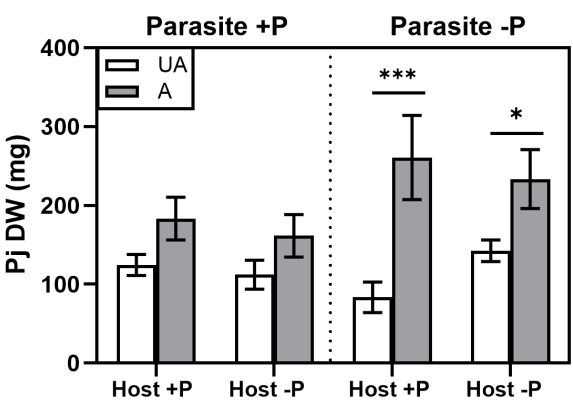 Parasite +P Parasite -P
400
300
200
100
0
Pj DW (mg)
UA
A
***
*
Host +P Host -P Host +P Host -P